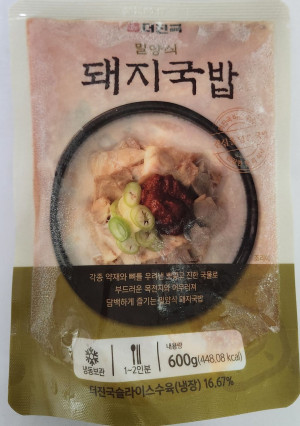 더진국
밀양식
돼지국밥
각종 약재와 뼈를 우려낸 뽀얗고 진한 국물로
부드러운 목전지와 어우러져
담백하게 즐기는 밀양식 돼지국밥
냉동보관
1~2인분
내용량
600g(448.08 kcal)
더진국슬라이스수육(냉장) 16.67%